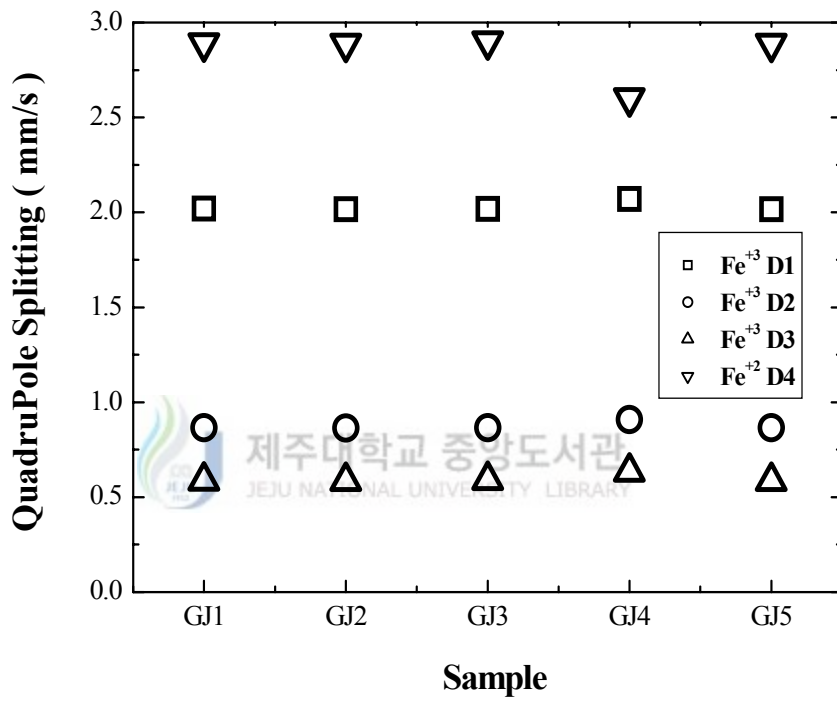 3.0
2.5
2.0
1.5
1.0
0.5
0.0
QuadruPole Splitting ( mm/s )
Fe+3 D1
Fe+3 D2
Fe+3 D3
Fe+2 D4
제주대학교 중앙도서관
JEJU NATIONAL UNIVERSITY LIBRARY
JEJU
1952
GJ1 GJ2 GJ3 GJ4 GJ5
Sample